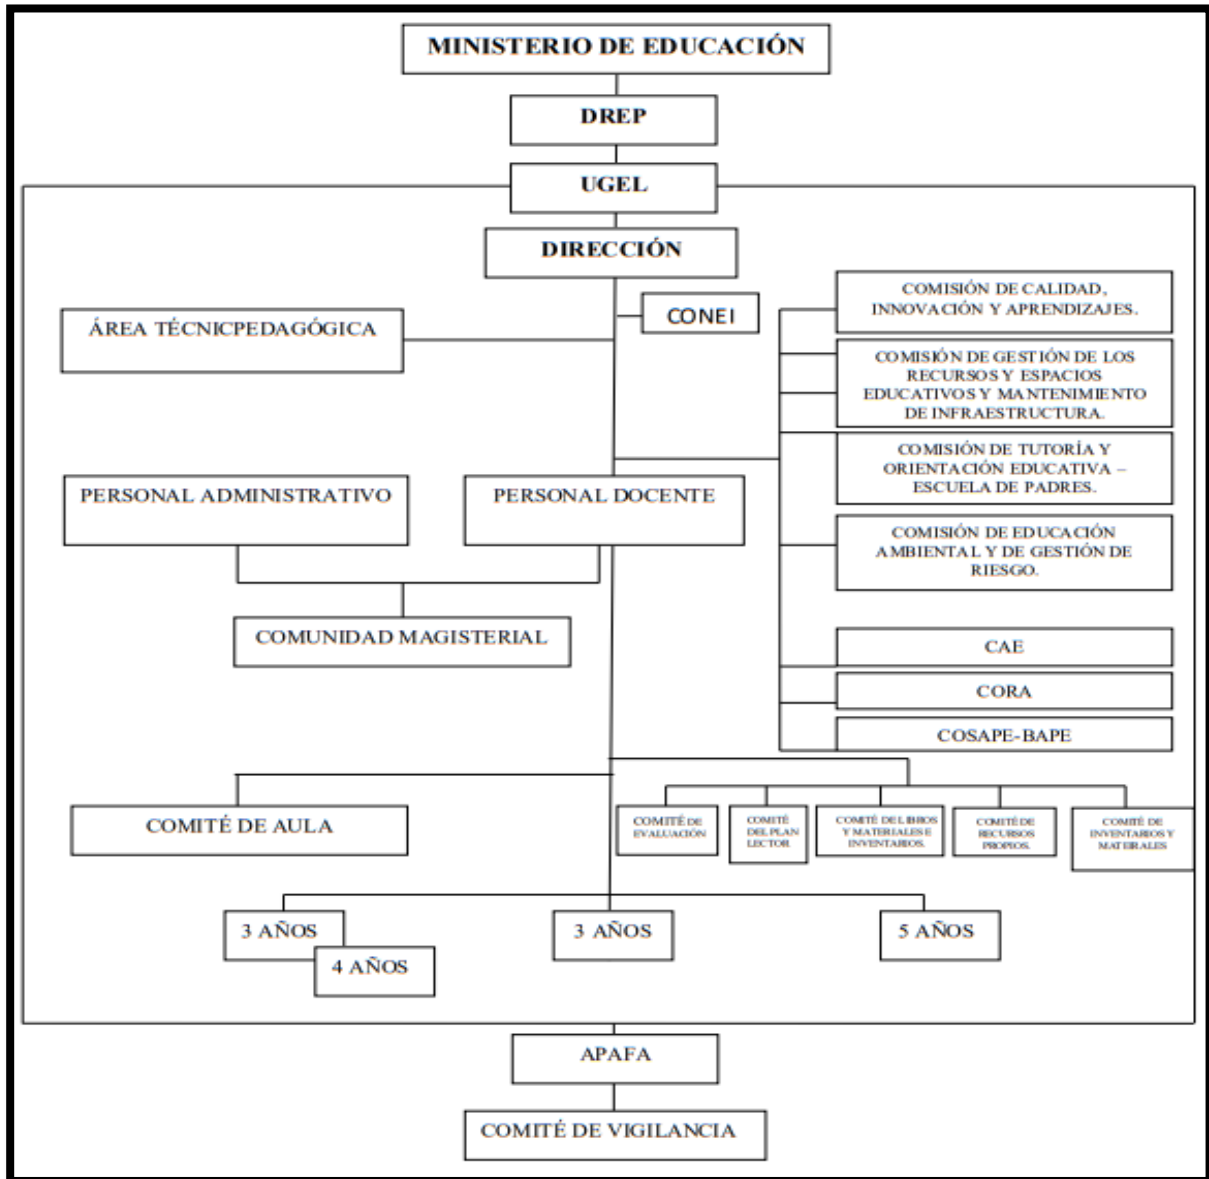 MINISTERIO DE EDUCACIÓN
DREP
UGEL
DIRECCIÓN
CONEI
ÁREA TÉCNICPEDAGÓGICA
COMISIÓN DE CALIDAD,
INNOVACIÓN Y APRENDIZAJES.
COMISIÓN DE GESTIÓN DE LOS
RECURSOS Y ESPACIOS
EDUCATIVOS Y MANTENIMIENTO
DE INFRAESTRUCTURA.
COMISIÓN DE TUTORÍA Y
ORIENTACIÓN EDUCATIVA –
ESCUELA DE PADRES.
PERSONAL ADMINISTRATIVO
PERSONAL DOCENTE
COMISIÓN DE EDUCACIÓN
AMBIENTAL Y DE GESTIÓN DE
RIESGO.
COMUNIDAD MAGISTERIAL
CAE
CORA
COSAPE-BAPE
COMITÉ DE AULA
COMITÉ DE
EVALUACIÓN
COMITÉ
DEL PLAN
LECTOR
COMITÉ DE LIBROS
Y MATERIALES E
INVENTARIOS.
COMITÉ DE
RECURSOS
PROPIOS.
COMITÉ DE
INVENTARIOS Y
MATEIRALES
3 AÑOS
4 AÑOS
3 AÑOS
5 AÑOS
APAFA
COMITÉ DE VIGILANCIA